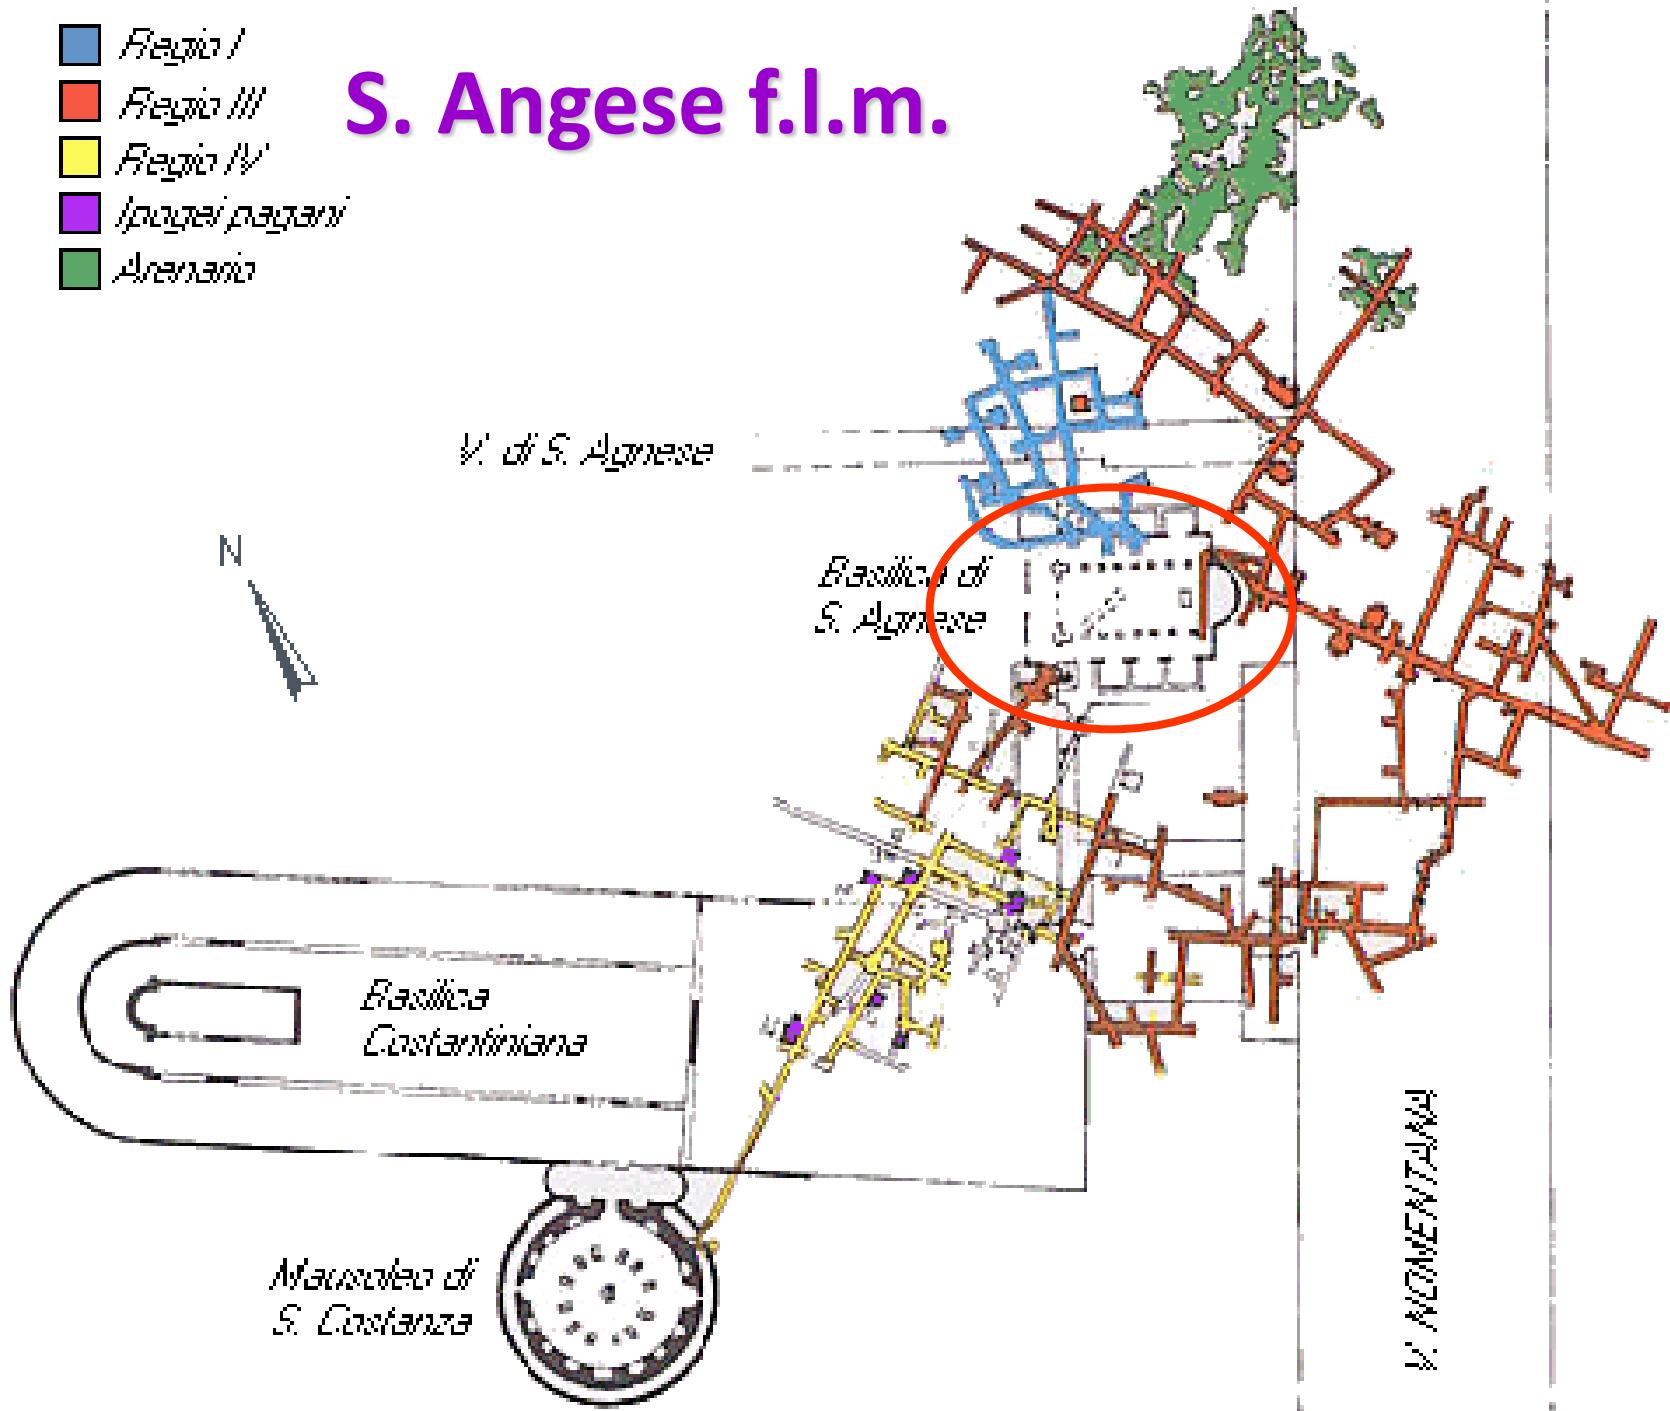 Regio I
Regio III
Regio IV
Ipogei pagani
Arenario
S. Angese f.l.m.
V. di S. Agnese
N
Basilica di
S. Agnese
Basilica
Costantiniana
Mausoleo di
S. Costanza
V. NOMENTANA